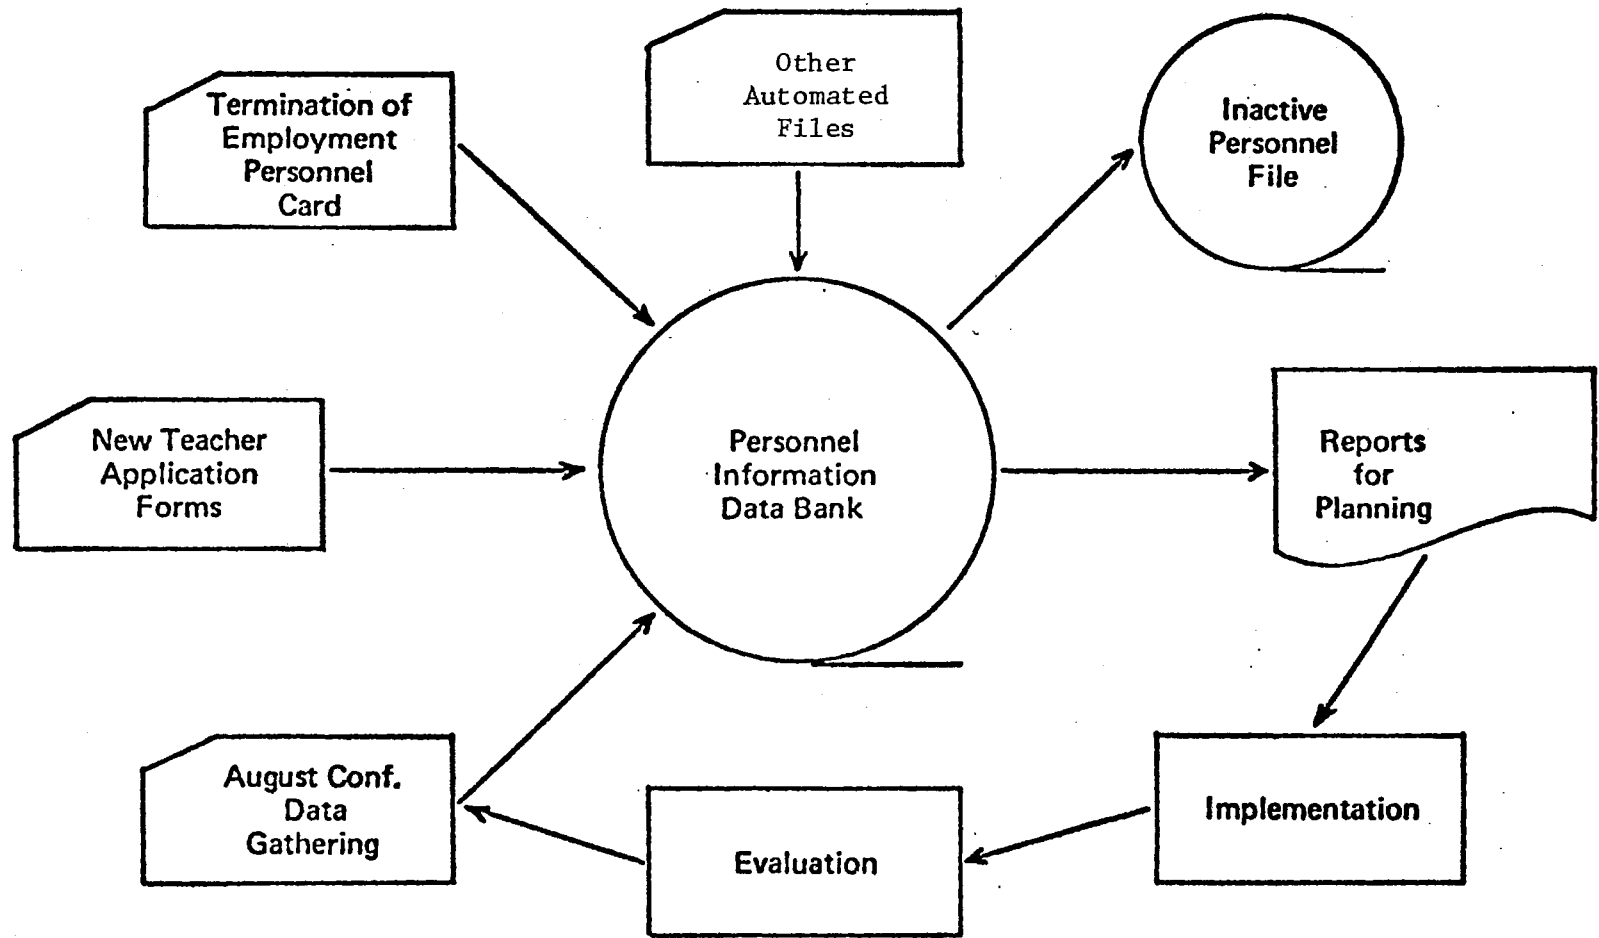 Other
Automated
Files
Termination of
Employment
Personnel
Card
Inactive
Personnel
File
New Teacher
Application
Forms
Personnel
Information
Data Bank
Reports
for
Planning
August Conf.
Data
Gathering
Evaluation
Implementation